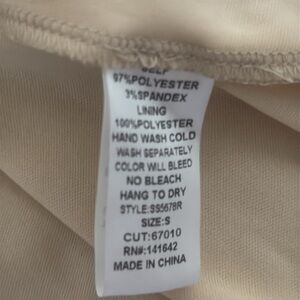 SELF
97%POLYESTER
3%SPANDEX
LINING
100%POLYESTER
HAND WASH COLD
WASH SEPARATELY
COLOR WILL BLEED
NO BLEACH
HANG TO DRY
STYLE:SS5678R
SIZE:S
CUT:67010
RN#:141642
MADE IN CHINA